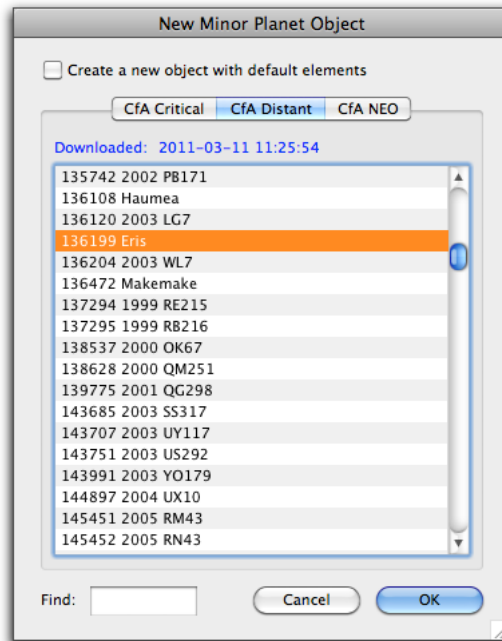 New Minor Planet Object
Create a new object with default elements
CfA Critical CfA Distant CfA NEO
Downloaded: 2011-03-11 11:25:54
135742 2002 PB171
136108 Haumea
136120 2003 LG7
136199 Eris
136204 2003 WL7
136472 Makemake
137294 1999 RE215
137295 1999 RB216
138537 2000 OK67
138628 2000 QM251
139775 2001 QG298
143685 2003 SS317
143707 2003 UY117
143751 2003 US292
143991 2003 YO179
144897 2004 UX10
145451 2005 RM43
145452 2005 RN43
Find: Cancel OK